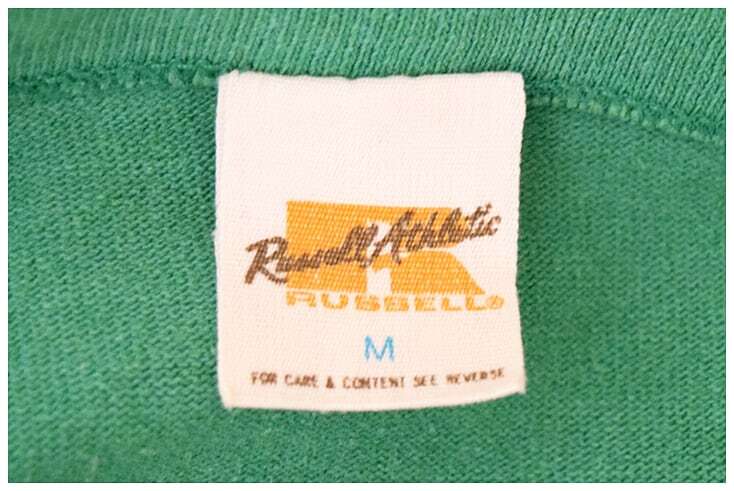 Russell Athletic
RUSSELL®
M
FOR CARE & CONTENT SEE REVERSE